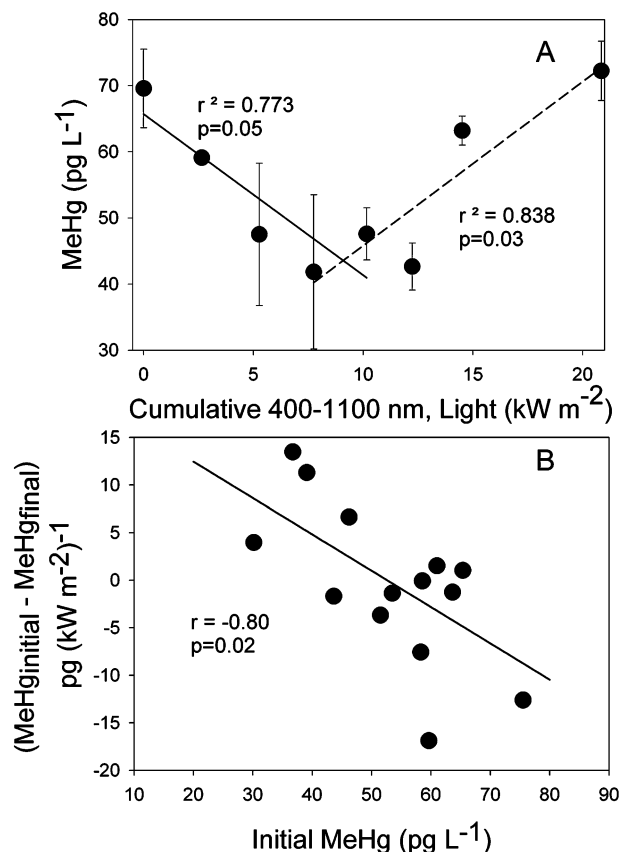 80
A
70
r ² = 0.773
p=0.05
60
MeHg (pg L-1)
50
r ² = 0.838
p=0.03
40
30
0 5 10 15 20
Cumulative 400-1100 nm, Light (kW m-2)
15
B
10
5
(MeHginitial - MeHgfinal)
pg (kW m-2)-1
0
-5
r = -0.80
p=0.02
-10
-15
-20
10 20 30 40 50 60 70 80 90
Initial MeHg (pg L-1)